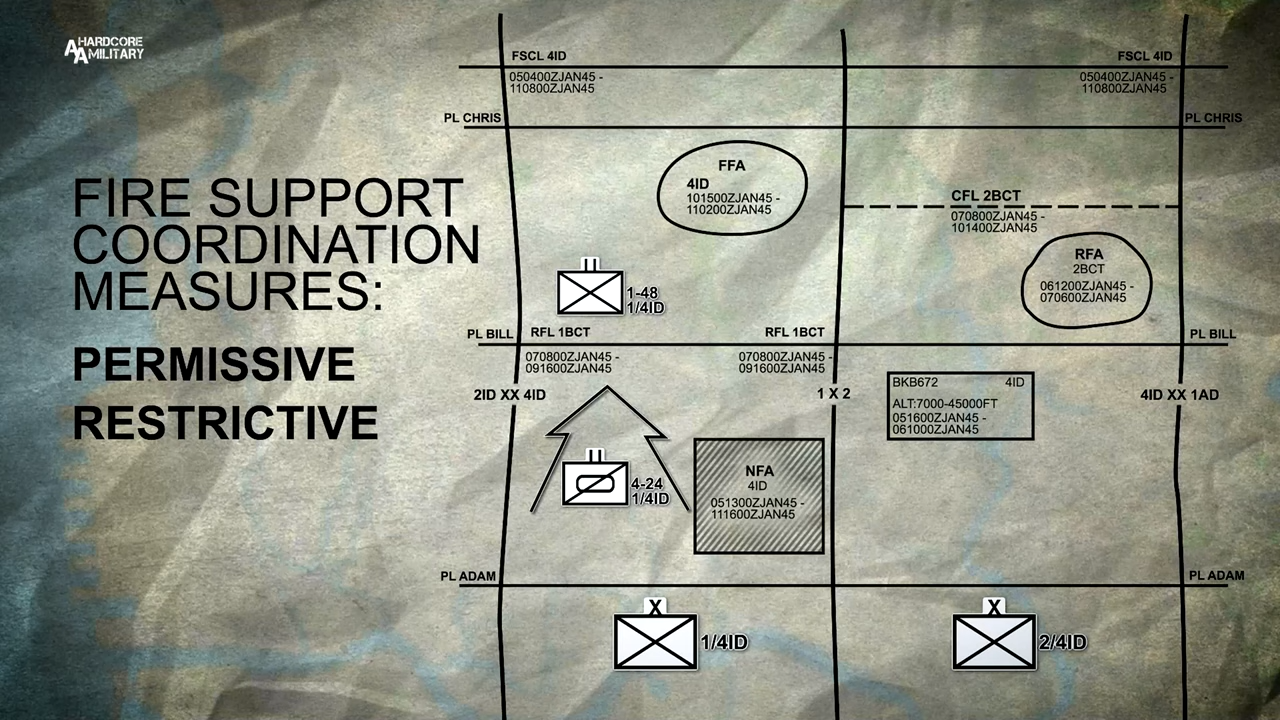 HARDCORE
AA MILITARY
FIRE SUPPORT
COORDINATION
MEASURES:
PERMISSIVE
RESTRICTIVE
FSCL 4ID
050400ZJAN45 -
110800ZJAN45
FSCL 4ID
050400ZJAN45 -
110800ZJAN45
PL CHRIS
PL CHRIS
FFA
4ID
101500ZJAN45 -
110200ZJAN45
CFL 2BCT
070800ZJAN45 -
101400ZJAN45
RFA
2BCT
061200ZJAN45 -
070600ZJAN45
1-48
1/4ID
PL BILL
RFL 1BCT
070800ZJAN45 -
091600ZJAN45
RFL 1BCT
070800ZJAN45 -
091600ZJAN45
PL BILL
2ID XX 4ID
1 X 2
4ID XX 1AD
BKB672 4ID
ALT:7000-45000FT
051600ZJAN45 -
061000ZJAN45
4-24
1/4ID
NFA
4ID
051300ZJAN45 -
111600ZJAN45
PL ADAM
PL ADAM
X
1/4ID
X
2/4ID